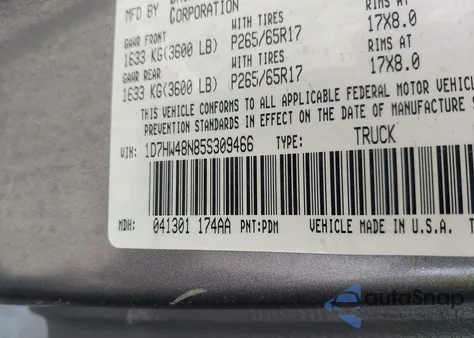 MFD BY
CORPORATION
RIMS AT
GAWR FRONT WITH TIRES 17X8.0
1633 KG(3600 LB) P265/65R17 RIMS AT
GAWR REAR WITH TIRES 17X8.0
1633 KG(3600 LB) P265/65R17
THIS VEHICLE CONFORMS TO ALL APPLICABLE FEDERAL MOTOR VEHICLE
PREVENTION STANDARDS IN EFFECT ON THE DATE OF MANUFACTURE
VIN: 1D7HW48N85S309466 TYPE: TRUCK
MDH: 041301 174AA PNT:PDM VEHICLE MADE IN U.S.A.
autoSnap